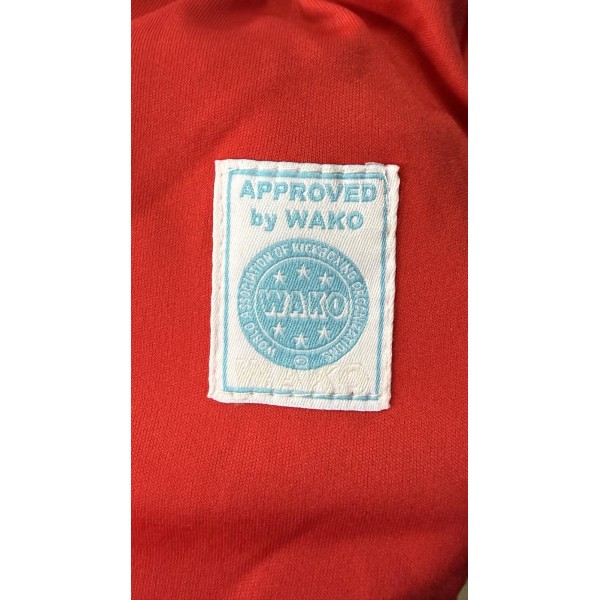 APPROVED
by WAKO
WORLD ASSOCIATION OF KICKBOXING ORGANIZATIONS
WAKO